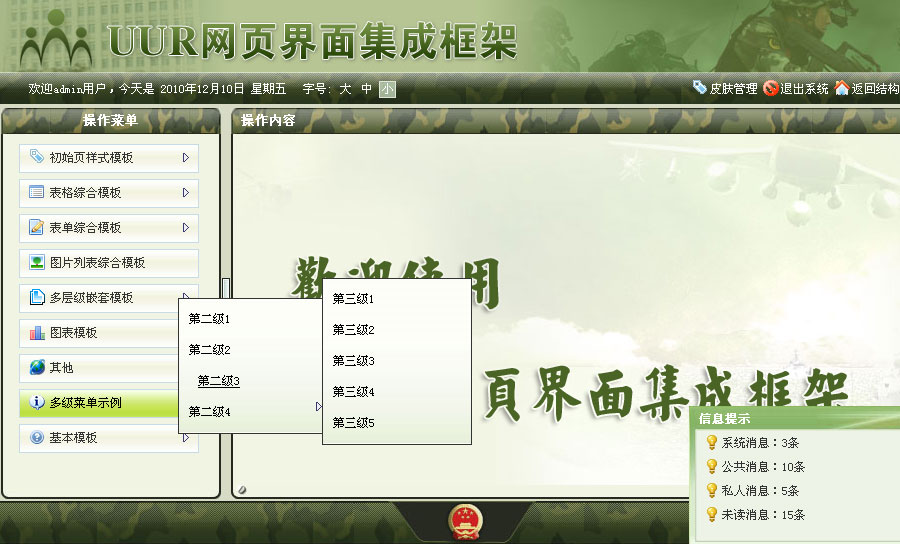 UUR网页界面集成框架
欢迎admin用户，今天是 2010年12月10日 星期五 字号: 大 中 小
皮肤管理 退出系统 返回结构
操作菜单
操作内容
初始页样式模板
表格综合模板
表单综合模板
图片列表综合模板
多层级嵌套模板
图表模板
其他
多级菜单示例
基本模板
第二级1
第二级2
第二级3
第二级4
第三级1
第三级2
第三级3
第三级4
第三级5
歡迎使用
頁界面集成框架
信息提示
系统消息：3条
公共消息：10条
私人消息：5条
未读消息：15条